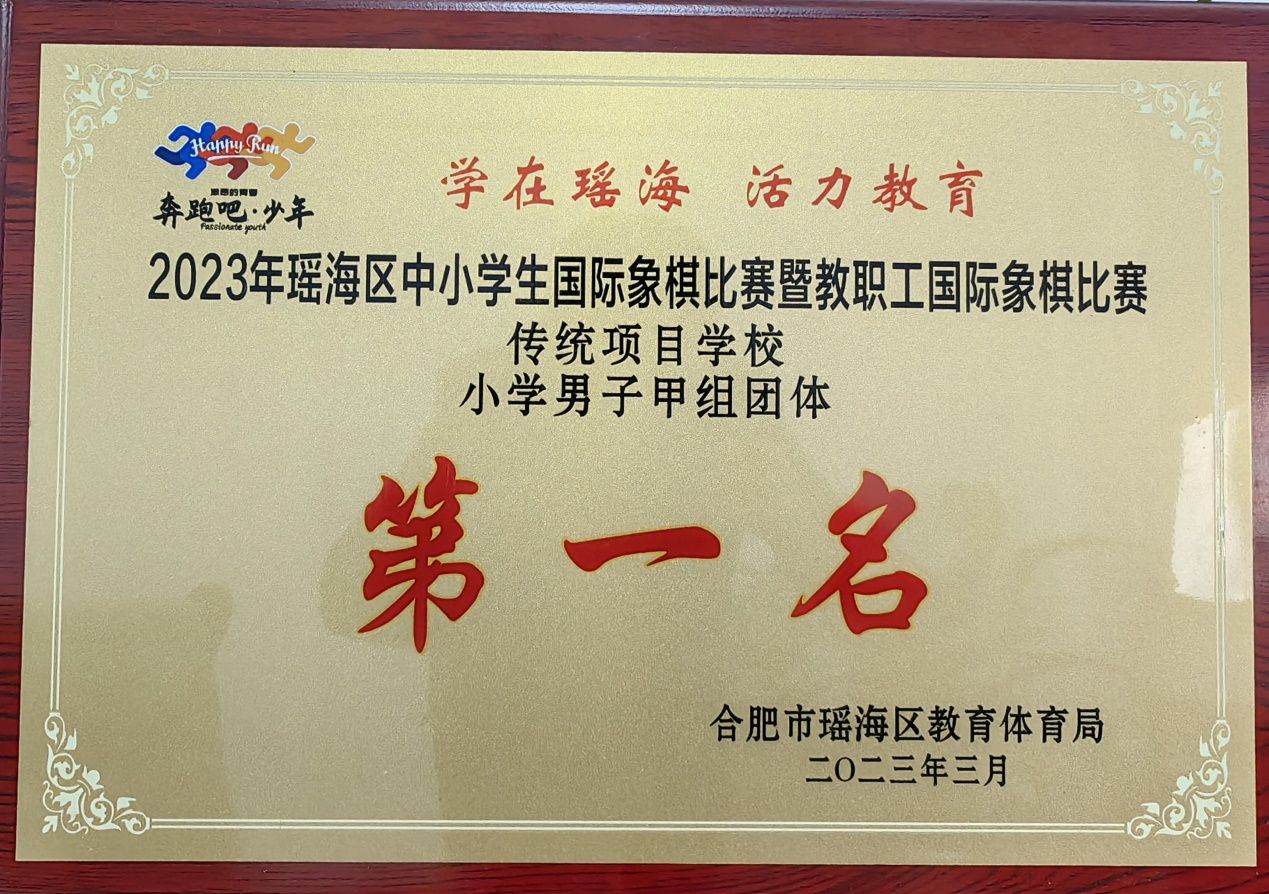 Happy Run
奔跑吧·少年
Passionate youth
学在瑶海 活力教育
2023年瑶海区中小学生国际象棋比赛暨教职工国际象棋比赛
传统项目学校
小学男子甲组团体
第一名
合肥市瑶海区教育体育局
二〇二三年三月